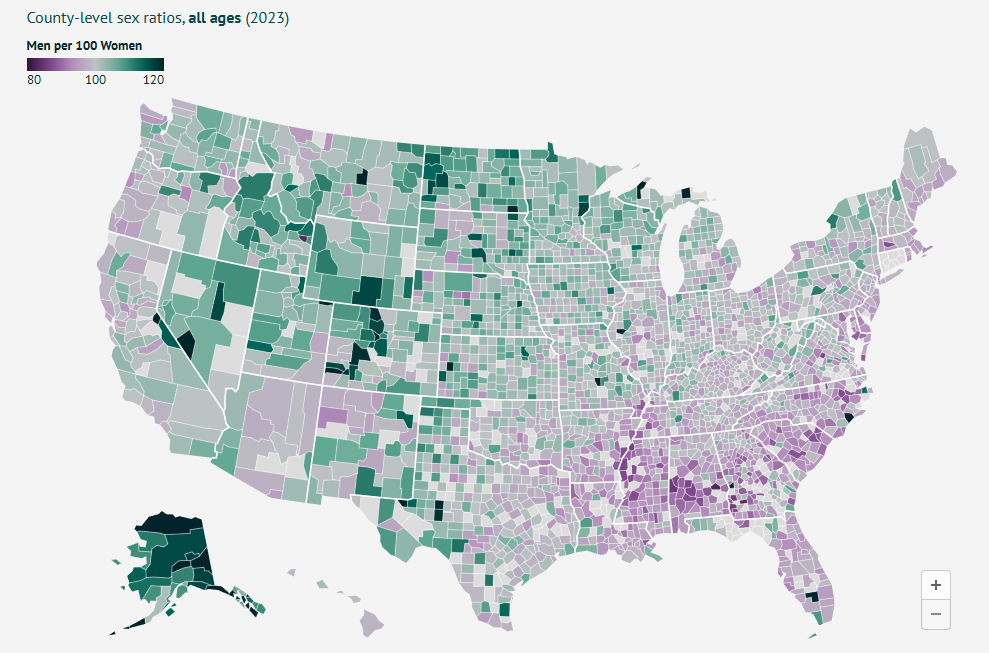 County-level sex ratios, all ages (2023)
Men per 100 Women
80 100 120
+
−